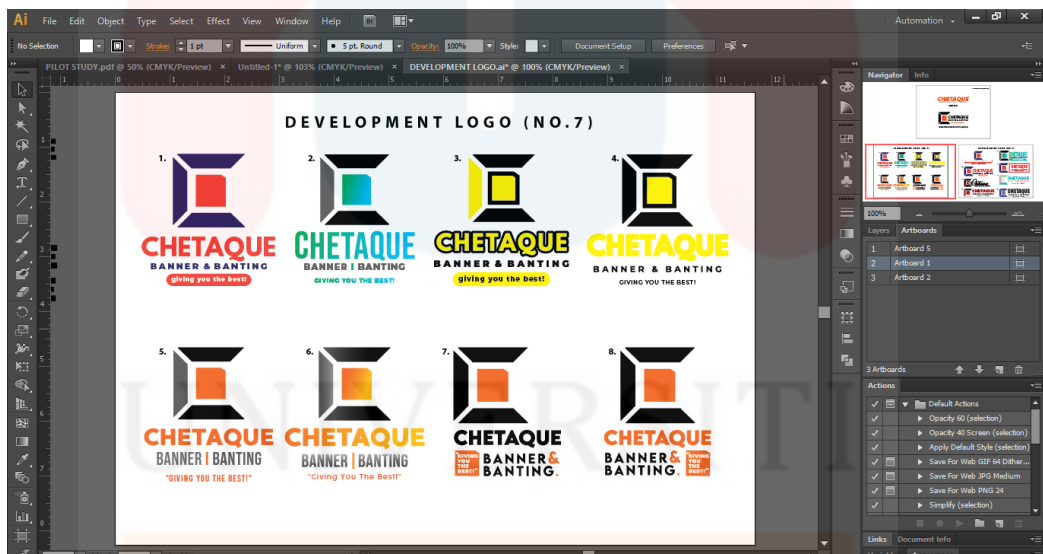 Ai File Edit Object Type Select Effect View Window Help Br Automation
No Selection Stroke: 1 pt Uniform 5 pt. Round Opacity: 100% Style: Document Setup Preferences
PILOT STUDY.pdf @ 50% (CMYK/Preview) × Untitled-1* @ 103% (CMYK/Preview) × DEVELOPMENT LOGO.ai* @ 100% (CMYK/Preview) ×
DEVELOPMENT LOGO (NO.7)
1. 2. 3. 4.
CHETAQUE CHETAQUE CHETAQUE CHETAQUE
BANNER & BANTING BANNER | BANTING BANNER & BANTING BANNER & BANTING
giving you the best! GIVING YOU THE BEST! giving you the best! GIVING YOU THE BEST!
5. 6. 7. 8.
CHETAQUE CHETAQUE CHETAQUE CHETAQUE
BANNER | BANTING BANNER | BANTING "GIVING YOU THE BEST!" BANNER & BANTING. BANNER & BANTING. "GIVING YOU THE BEST!"
"GIVING YOU THE BEST!" "Giving You The Best!"
UNIVERSITI
Navigator Info
100%
Layers Artboards
1 Artboard 5
2 Artboard 1
3 Artboard 2
3 Artboards
Actions
Default Actions
Opacity 60 (selection)
Opacity 40 Screen (selection)
Apply Default Style (selection)
Save For Web GIF 64 Dither...
Save For Web JPG Medium
Save For Web PNG 24
Simplify (selection)
Links Document Info